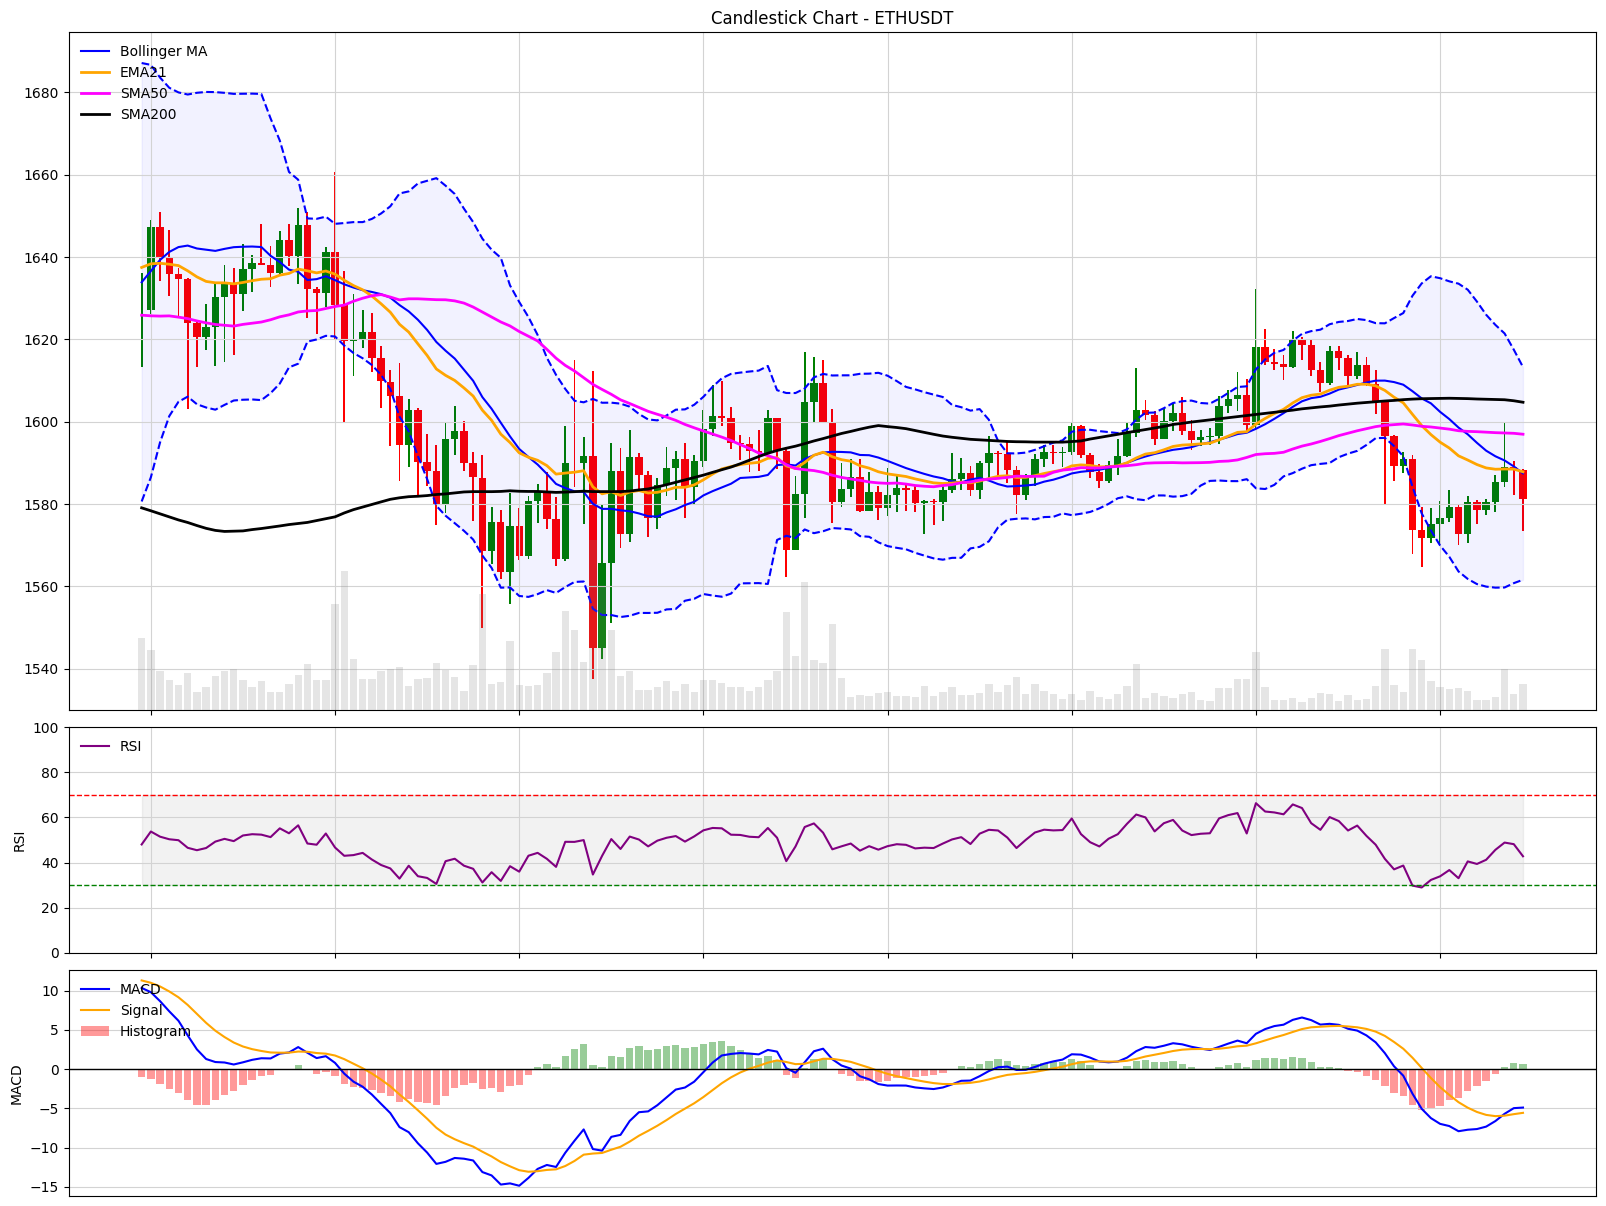 Candlestick Chart - ETHUSDT
Bollinger MA
EMA21
SMA50
SMA200
1680
1660
1640
1620
1600
1580
1560
1540
RSI
100
80
60
40
20
0
RSI
MACD
Signal
Histogram
10
5
0
−5
−10
−15
MACD